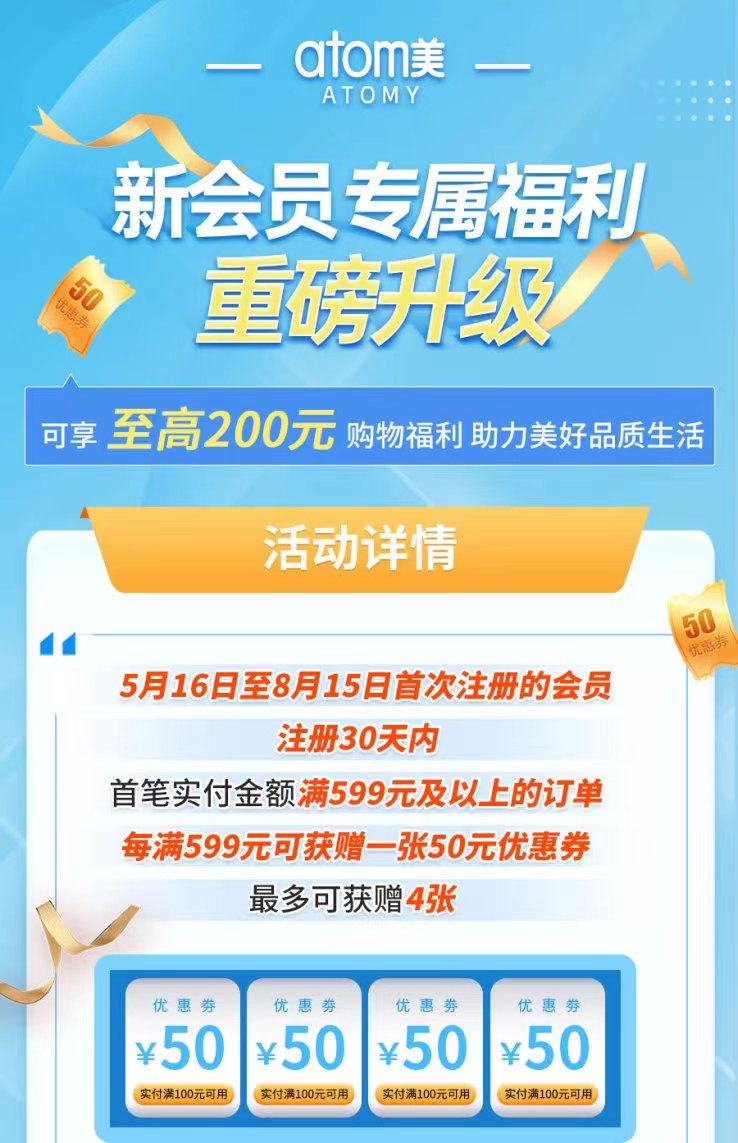 atom美
ATOMY
新会员专属福利
重磅升级
50
优惠券
可享 至高200元 购物福利 助力美好品质生活
活动详情
50
优惠券
5月16日至8月15日首次注册的会员
注册30天内
首笔实付金额满599元及以上的订单
每满599元可获赠一张50元优惠券
最多可获赠4张
优惠劵 优惠劵 优惠劵 优惠劵
¥50 ¥50 ¥50 ¥50
实付满100元可用 实付满100元可用 实付满100元可用 实付满100元可用